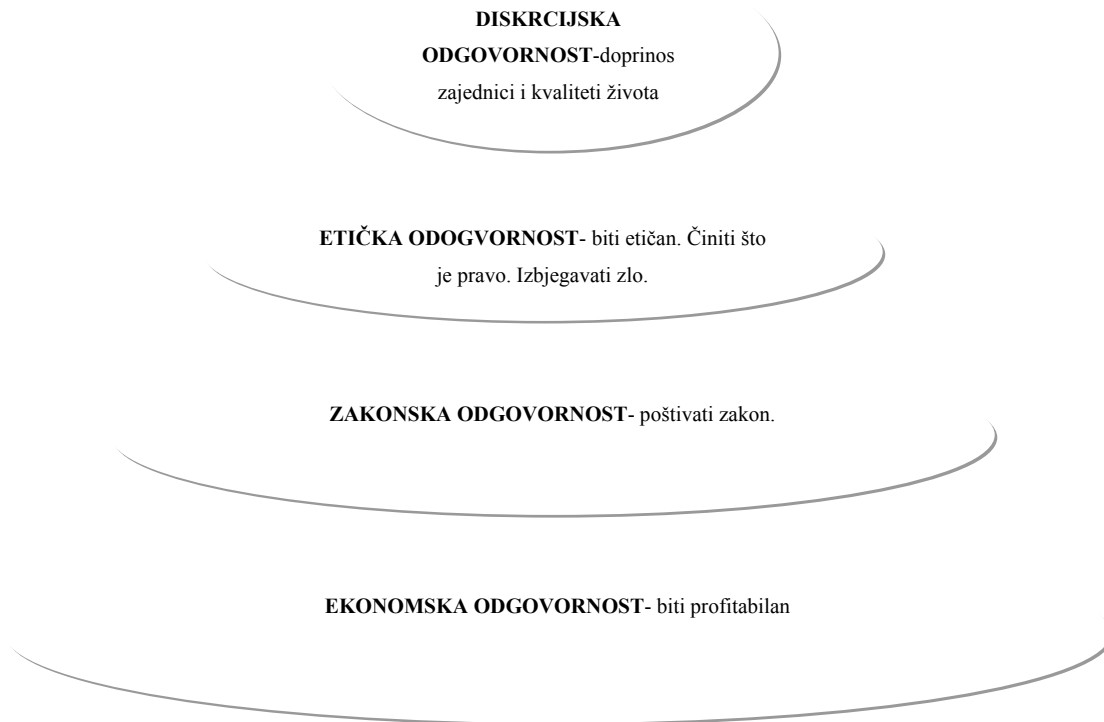 DISKRCIJSKA
ODGOVORNOST-doprinos
zajednici i kvaliteti života
ETIČKA ODOGVORNOST- biti etičan. Činiti što
je pravo. Izbjegavati zlo.
ZAKONSKA ODGOVORNOST- poštivati zakon.
EKONOMSKA ODGOVORNOST- biti profitabilan